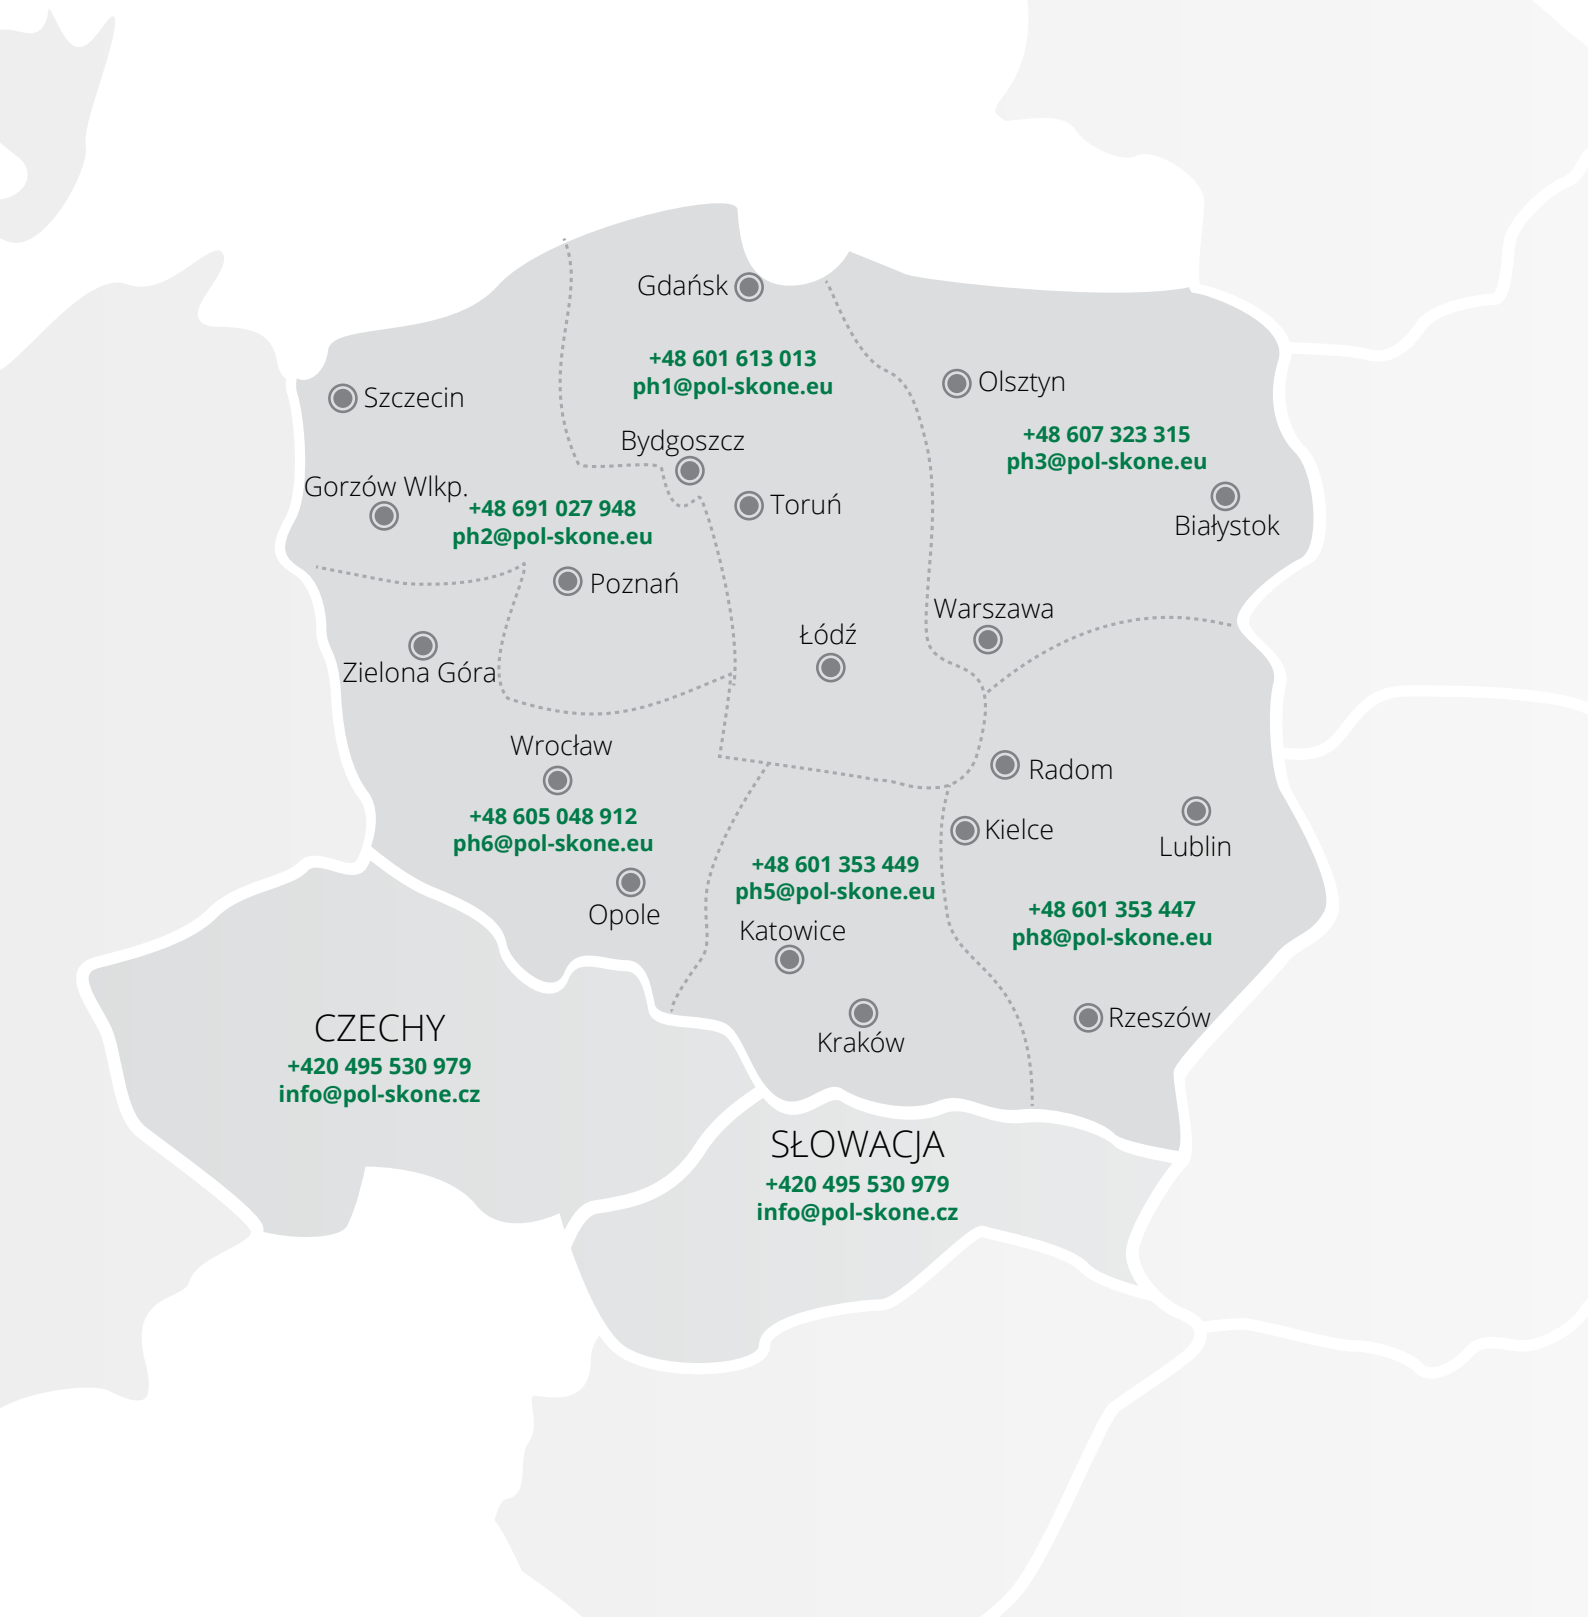 Gdańsk
+48 601 613 013
ph1@pol-skone.eu
Szczecin
Olsztyn
Bydgoszcz
+48 607 323 315
ph3@pol-skone.eu
Gorzów Wlkp.
+48 691 027 948
ph2@pol-skone.eu
Toruń
Białystok
Poznań
Warszawa
Łódź
Zielona Góra
Wrocław
+48 605 048 912
ph6@pol-skone.eu
Opole
Radom
Kielce
Lublin
+48 601 353 449
ph5@pol-skone.eu
Katowice
+48 601 353 447
ph8@pol-skone.eu
Kraków
Rzeszów
CZECHY
+420 495 530 979
info@pol-skone.cz
SŁOWACJA
+420 495 530 979
info@pol-skone.cz